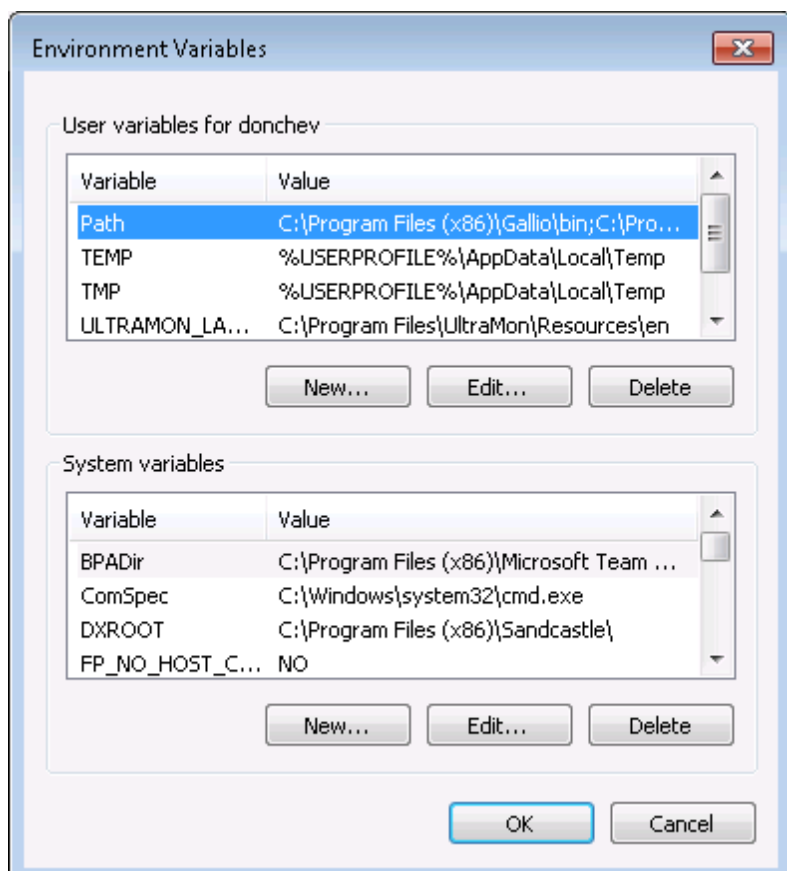 Environment Variables
User variables for donchev
Variable Value
Path C:\Program Files (x86)\Gallio\bin;C:\Pro...
TEMP %USERPROFILE%\AppData\Local\Temp
TMP %USERPROFILE%\AppData\Local\Temp
ULTRAMON_LA... C:\Program Files\UltraMon\Resources\en
New... Edit... Delete
System variables
Variable Value
BPADir C:\Program Files (x86)\Microsoft Team ...
ComSpec C:\Windows\system32\cmd.exe
DXROOT C:\Program Files (x86)\Sandcastle\
FP_NO_HOST_C... NO
New... Edit... Delete
OK Cancel